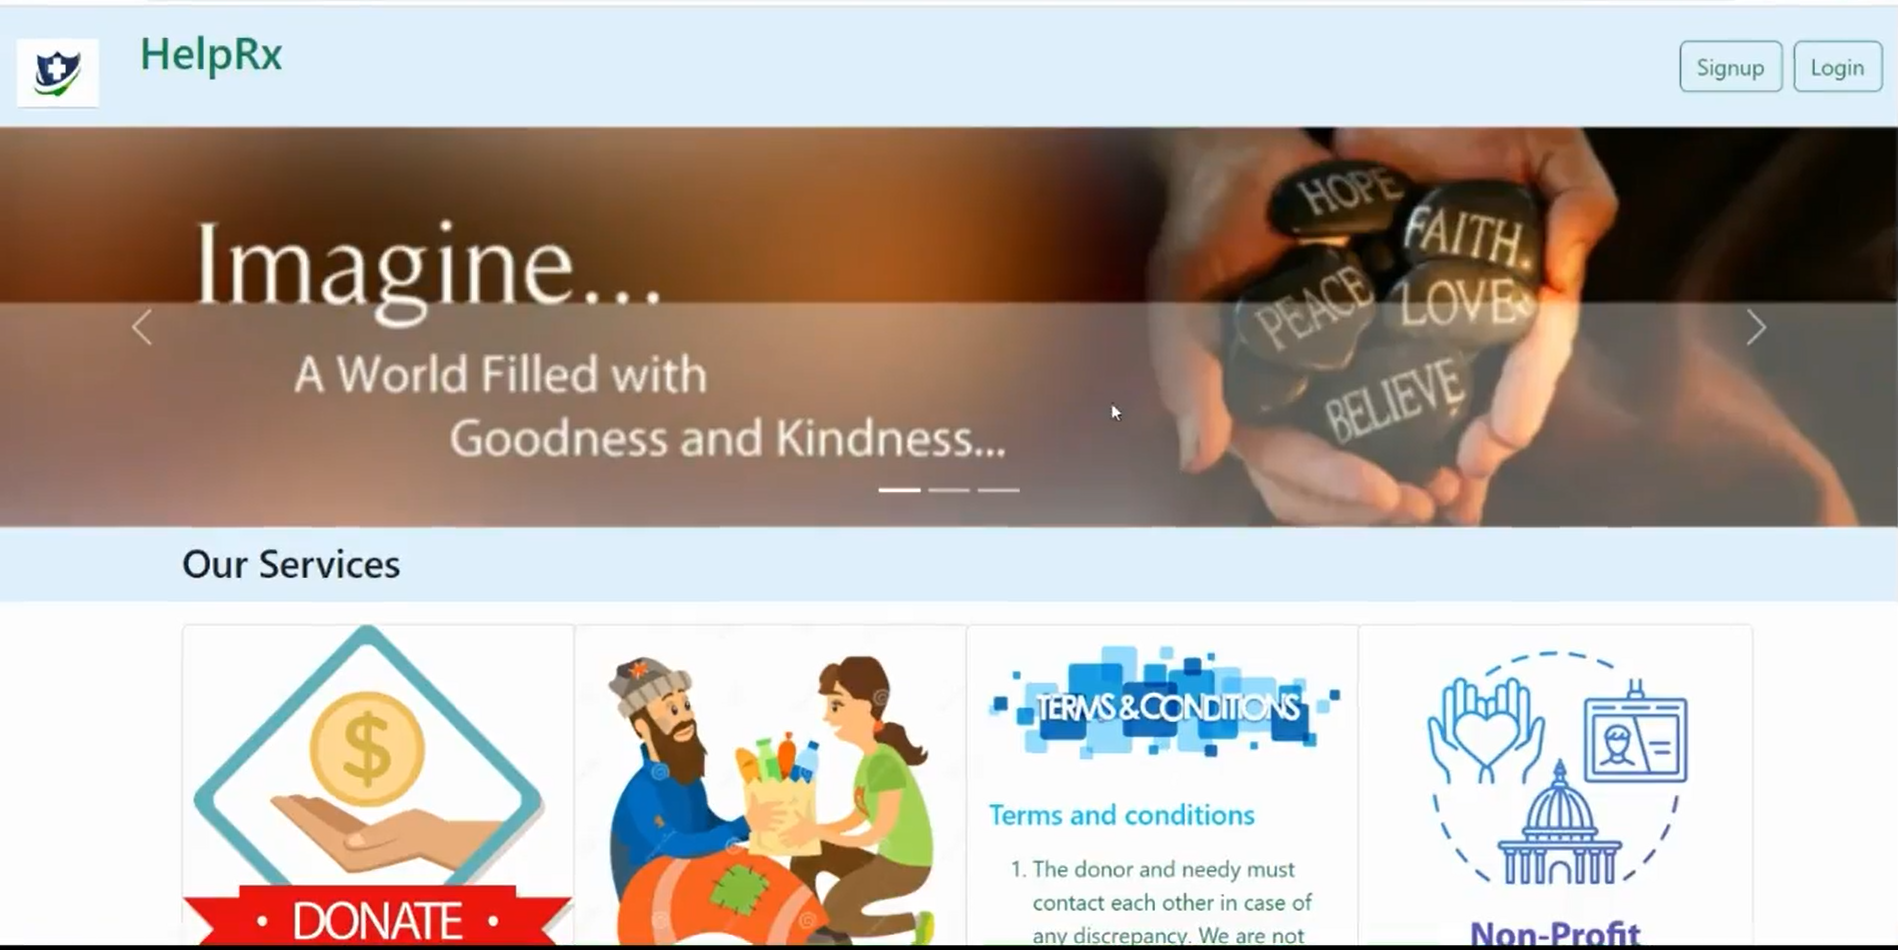 HelpRx
Signup
Login
Imagine...
A World Filled with
Goodness and Kindness...
HOPE
FAITH
PEACE
LOVE
BELIEVE
Our Services
$
• DONATE •
TERMS & CONDITIONS
Terms and conditions
1. The donor and needy must
contact each other in case of
any discrepancy. We are not
Non-Profit